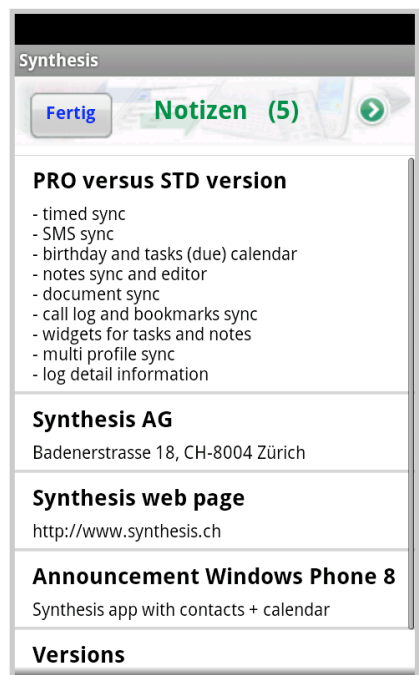 Synthesis
Fertig
Notizen (5)
PRO versus STD version
- timed sync
- SMS sync
- birthday and tasks (due) calendar
- notes sync and editor
- document sync
- call log and bookmarks sync
- widgets for tasks and notes
- multi profile sync
- log detail information
Synthesis AG
Badenerstrasse 18, CH-8004 Zürich
Synthesis web page
http://www.synthesis.ch
Announcement Windows Phone 8
Synthesis app with contacts + calendar
Versions